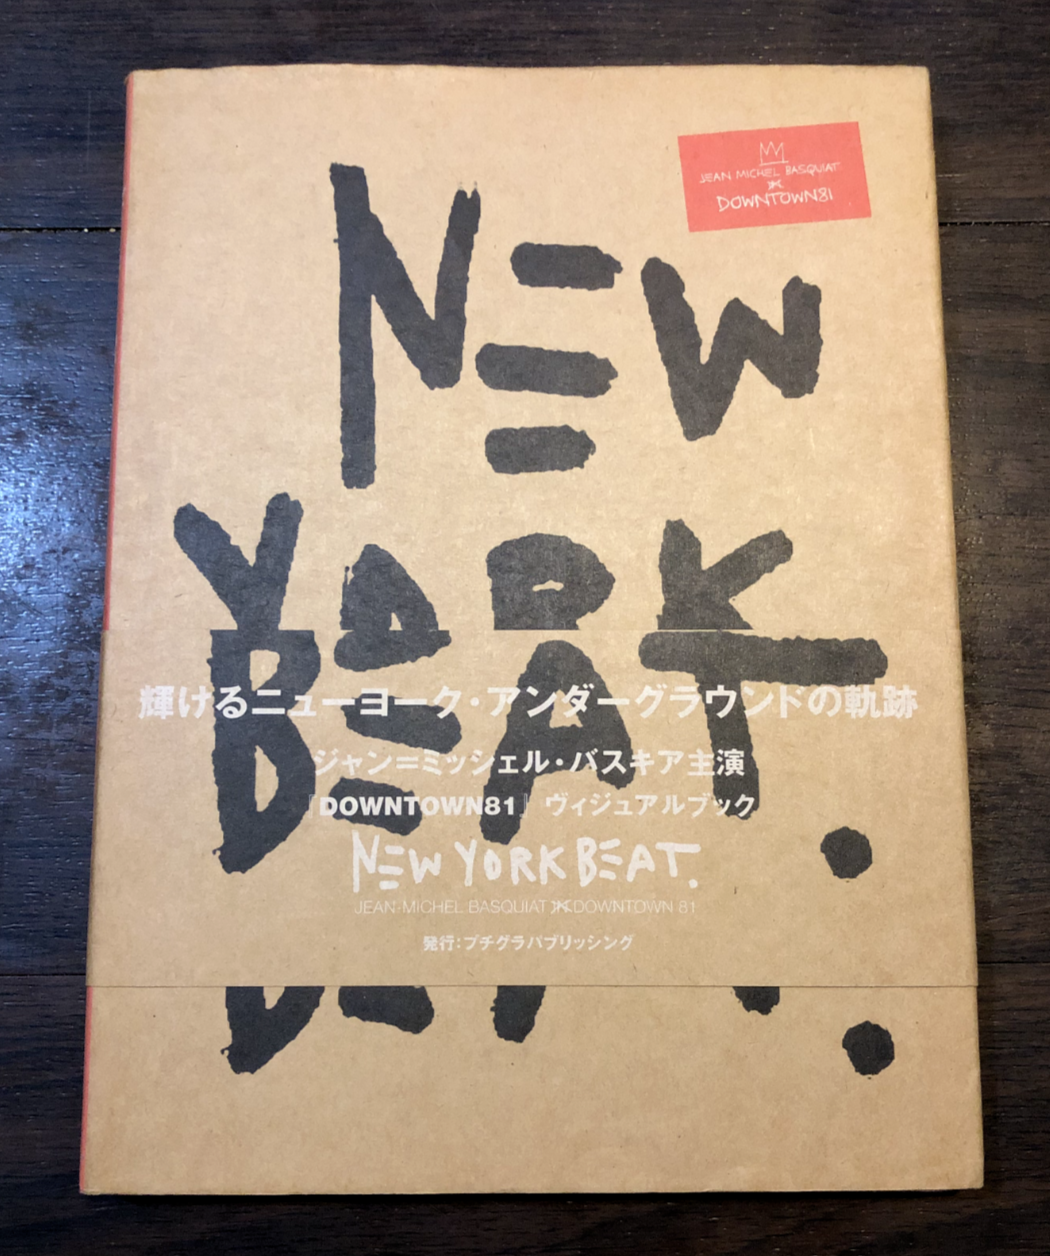 JEAN MICHEL BASQUIAT
IN
DOWNTOWN81
NEW
YORK
BEAT.
輝けるニューヨーク・アンダーグラウンドの軌跡
ジャン=ミッシェル・バスキア主演
『DOWNTOWN81』ヴィジュアルブック
NEW YORK BEAT.
JEAN-MICHEL BASQUIAT IN DOWNTOWN 81
発行:プチグラパブリッシング